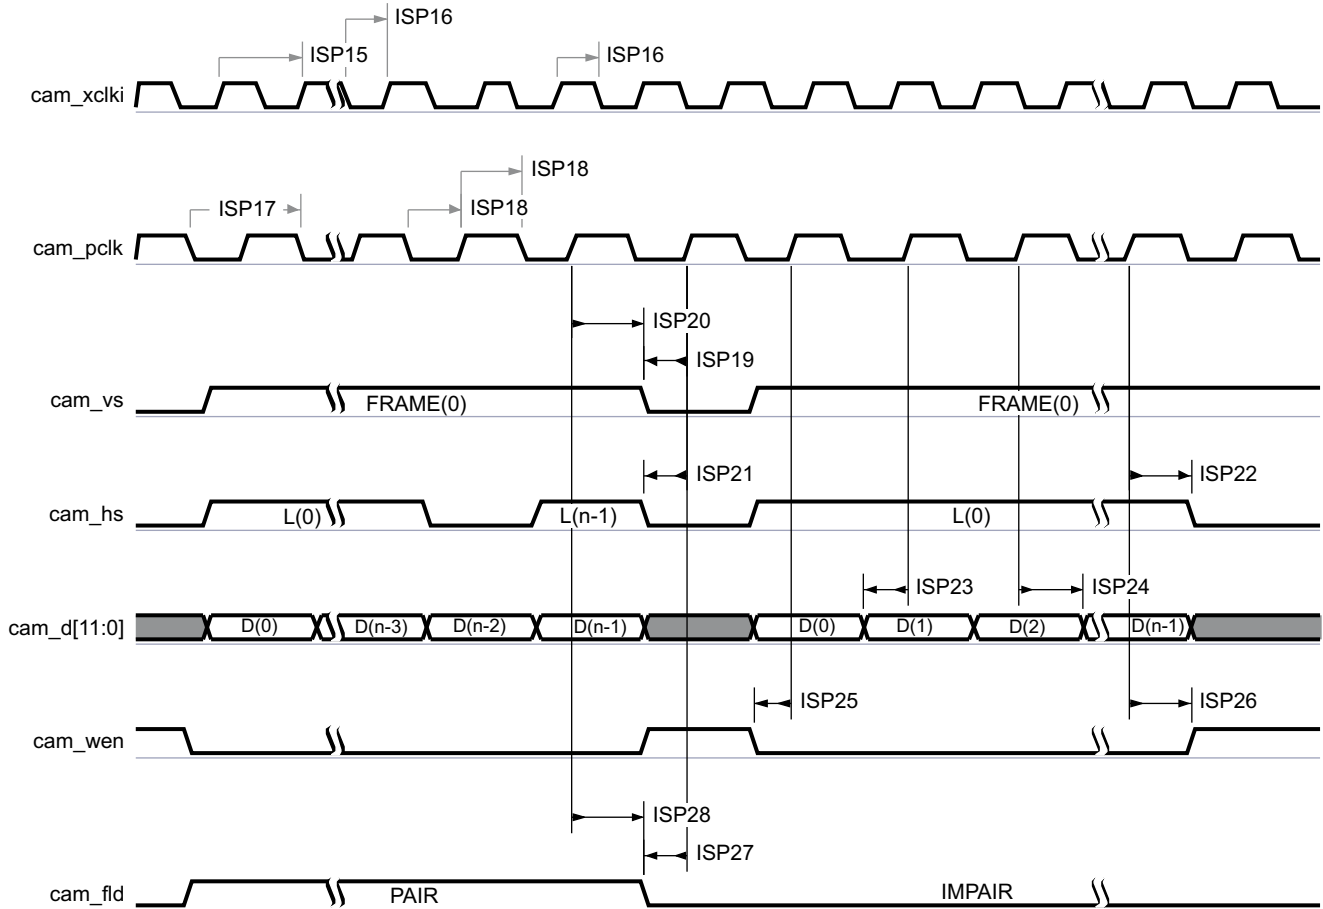 ISP16
ISP15
ISP16
cam_xclki
ISP18
ISP17
ISP18
cam_pclk
ISP20
ISP19
cam_vs
FRAME(0)
FRAME(0)
ISP21
ISP22
cam_hs
L(0)
L(n-1)
L(0)
ISP23
ISP24
cam_d[11:0]
D(0)
D(n-3)
D(n-2)
D(n-1)
D(0)
D(1)
D(2)
D(n-1)
ISP25
ISP26
cam_wen
ISP28
ISP27
cam_fld
PAIR
IMPAIR